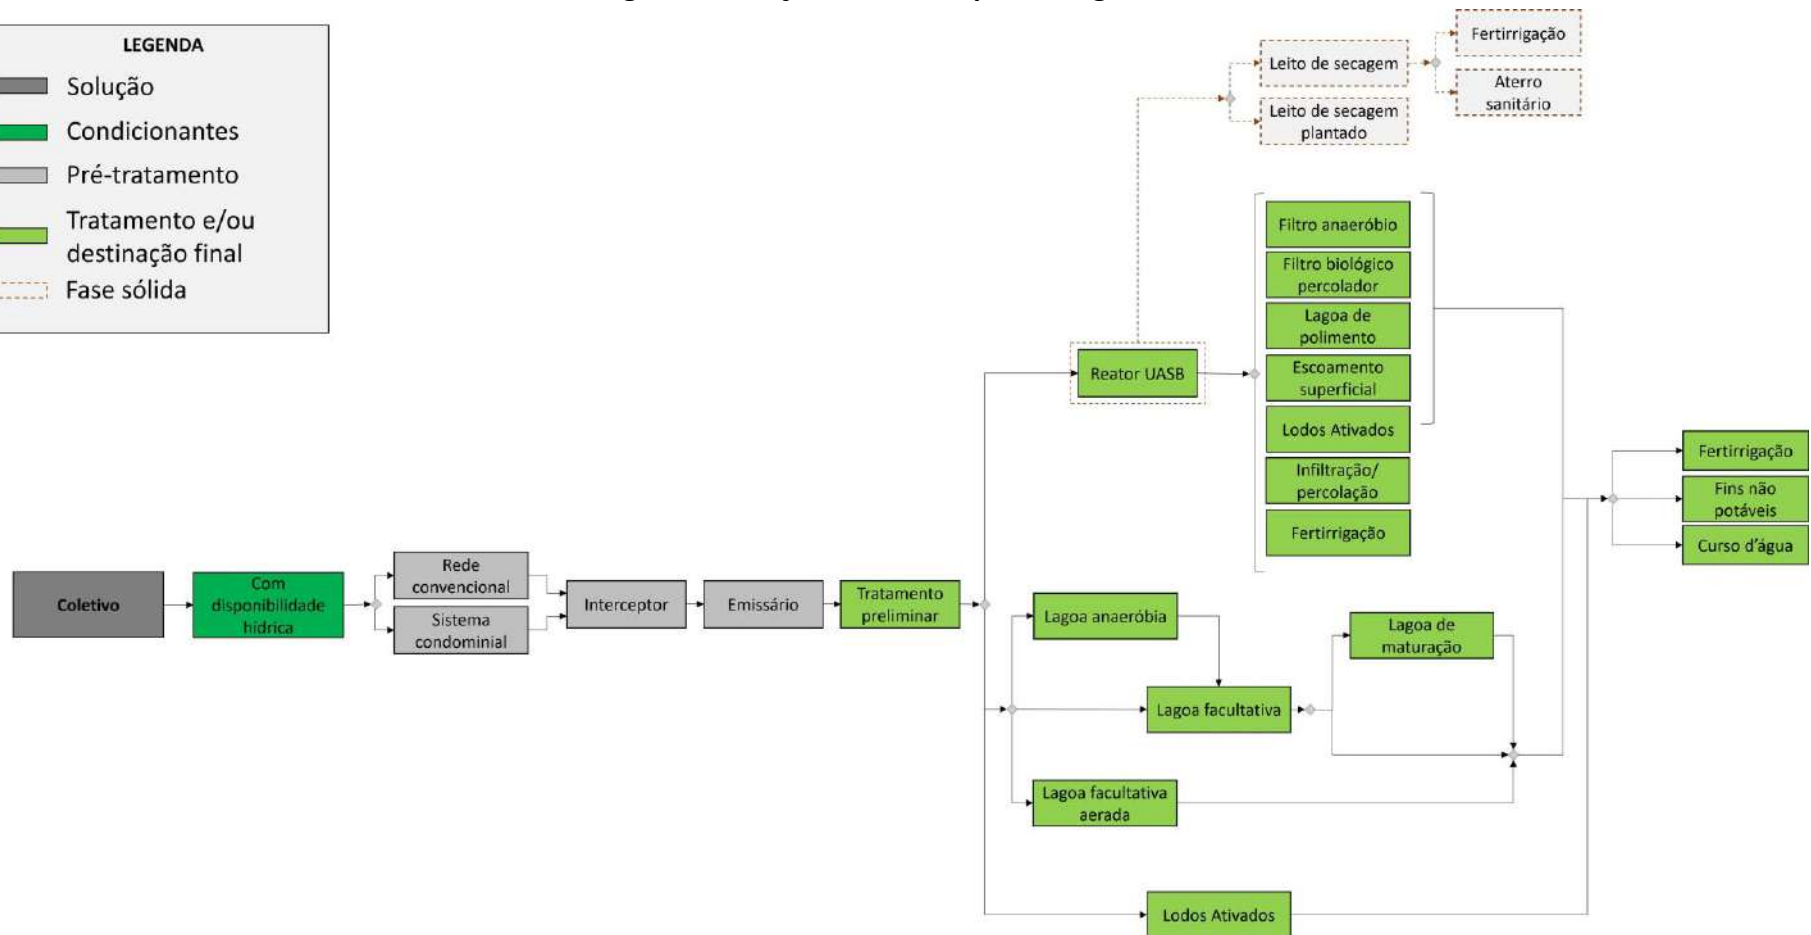 LEGENDA
Solução
Condicionantes
Pré-tratamento
Tratamento e/ou
destinação final
Fase sólida
Leito de secagem
Leito de secagem
plantado
Fertirrigação
Aterro
sanitário
Filtro anaeróbio
Filtro biológico
percolador
Lagoa de
polimento
Escoamento
superficial
Lodos Ativados
Infiltração/
percolação
Fertirrigação
Reator UASB
Coletivo
Com
disponibilidade
hídrica
Rede
convencional
Sistema
condominial
Interceptor
Emissário
Tratamento
preliminar
Lagoa anaeróbia
Lagoa facultativa
Lagoa de
maturação
Lagoa facultativa
aerada
Lodos Ativados
Fertirrigação
Fins não
potáveis
Curso d'água